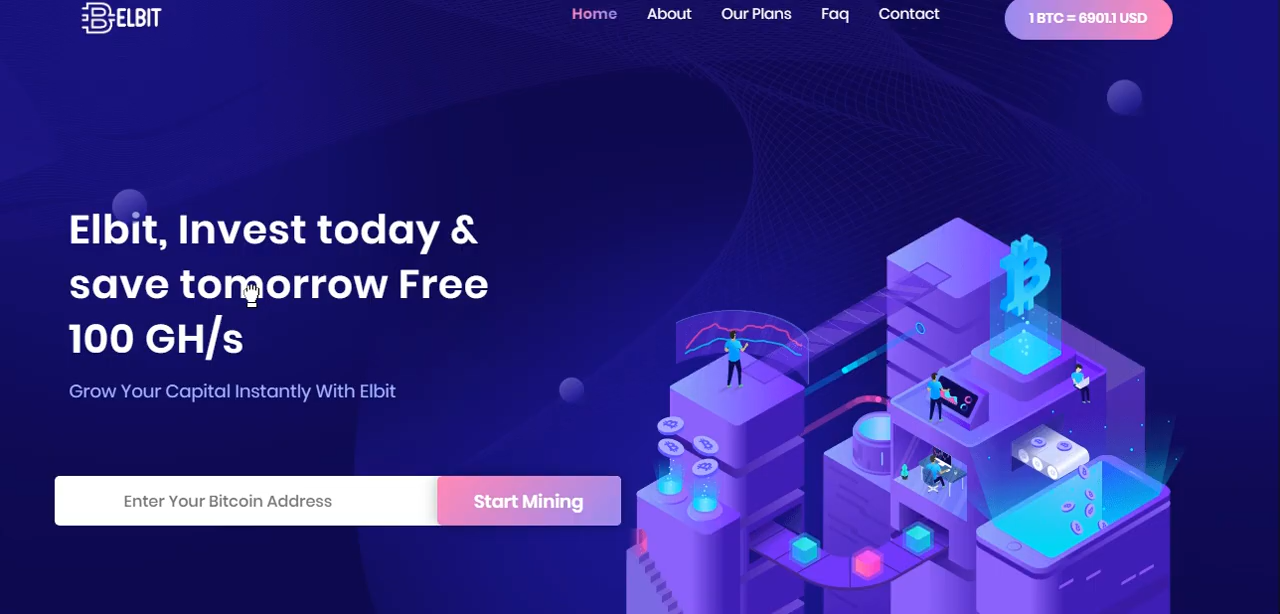 ELBIT
Home About Our Plans Faq Contact
1 BTC = 6901.1 USD
Elbit, Invest today &
save tomorrow Free
100 GH/s
Grow Your Capital Instantly With Elbit
Enter Your Bitcoin Address
Start Mining